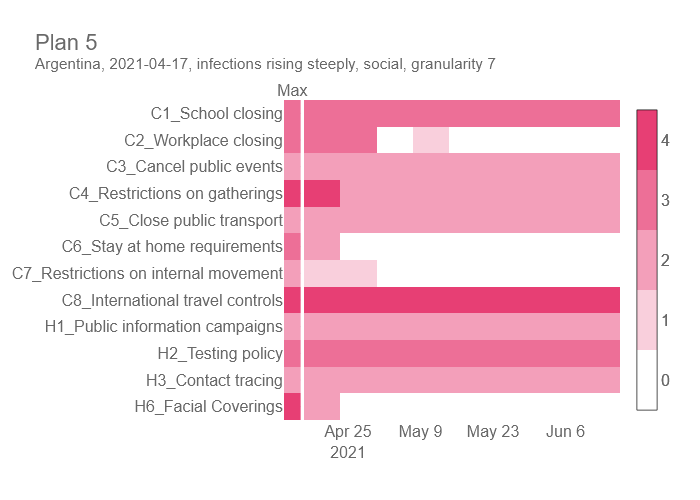 Plan 5
Argentina, 2021-04-17, infections rising steeply, social, granularity 7
Max
C1_School closing
C2_Workplace closing
C3_Cancel public events
C4_Restrictions on gatherings
C5_Close public transport
C6_Stay at home requirements
C7_Restrictions on internal movement
C8_International travel controls
H1_Public information campaigns
H2_Testing policy
H3_Contact tracing
H6_Facial Coverings
4
3
2
1
0
Apr 25 May 9 May 23 Jun 6
2021